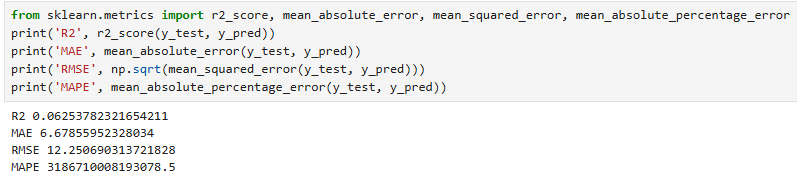 from sklearn.metrics import r2_score, mean_absolute_error, mean_squared_error, mean_absolute_percentage_error
print('R2', r2_score(y_test, y_pred))
print('MAE', mean_absolute_error(y_test, y_pred))
print('RMSE', np.sqrt(mean_squared_error(y_test, y_pred)))
print('MAPE', mean_absolute_percentage_error(y_test, y_pred))
R2 0.06253782321654211
MAE 6.67855952328034
RMSE 12.250690313721828
MAPE 3186710008193078.5